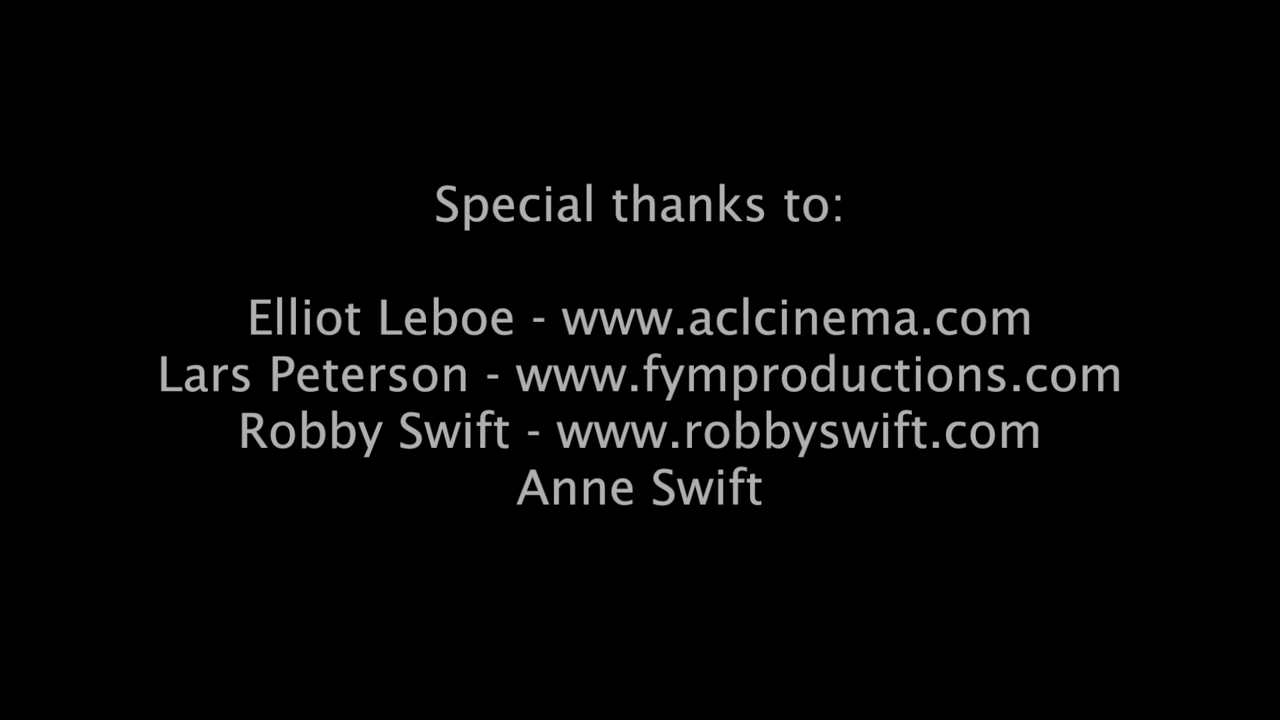 Special thanks to:
Elliot Leboe - www.aclcinema.com
Lars Peterson - www.fymproductions.com
Robby Swift - www.robbyswift.com
Anne Swift